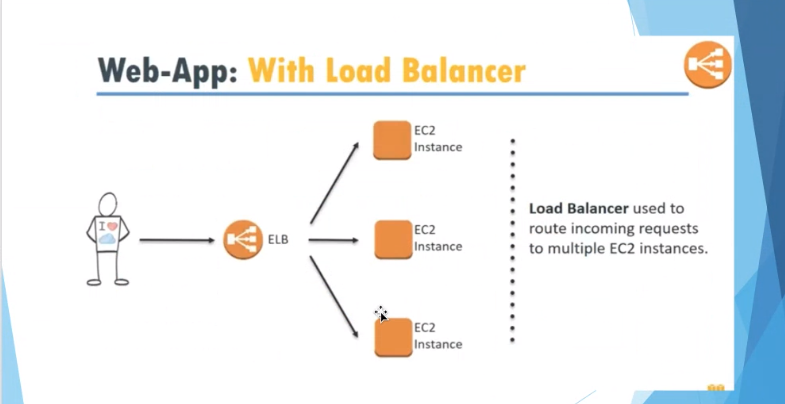 Web-App: With Load Balancer
EC2
Instance
I
ELB
EC2
Instance
Load Balancer used to
route incoming requests
to multiple EC2 instances.
EC2
Instance